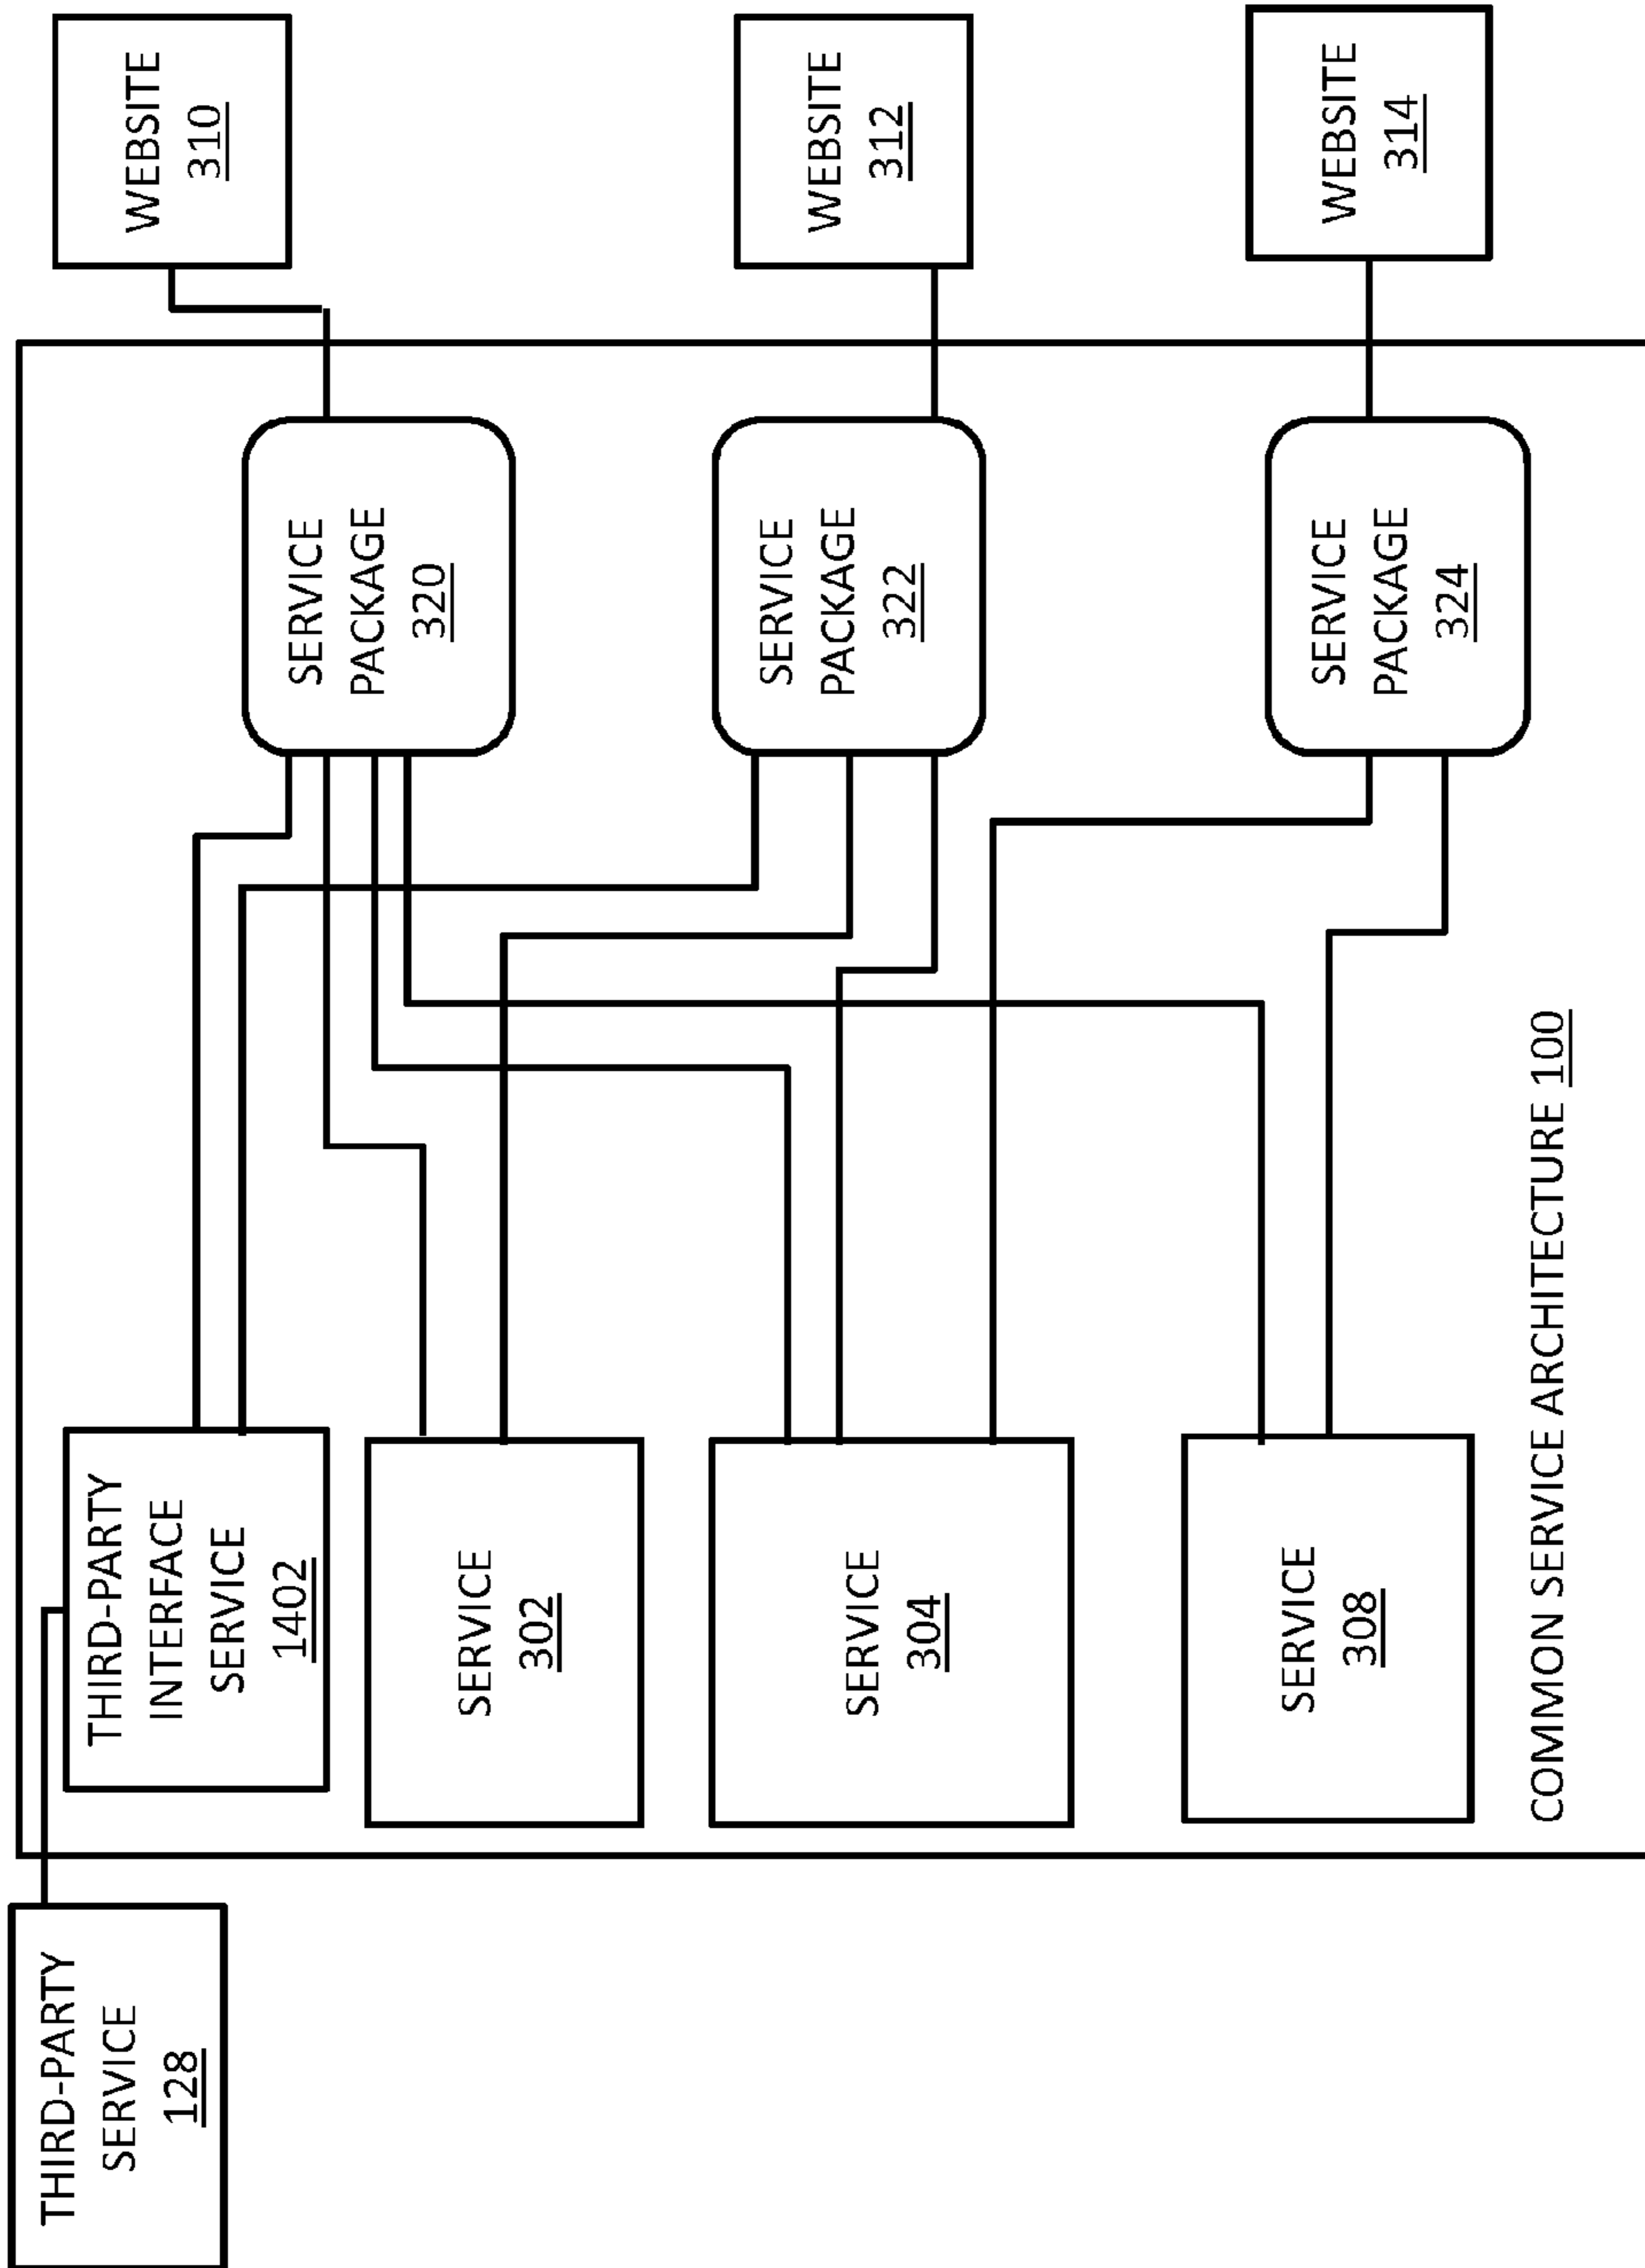 THIRD-PARTY
SERVICE
128
THIRD-PARTY
INTERFACE
SERVICE
1402
SERVICE
302
SERVICE
304
SERVICE
308
COMMON SERVICE ARCHITECTURE 100
SERVICE
PACKAGE
320
SERVICE
PACKAGE
322
SERVICE
PACKAGE
324
WEBSITE
310
WEBSITE
312
WEBSITE
314